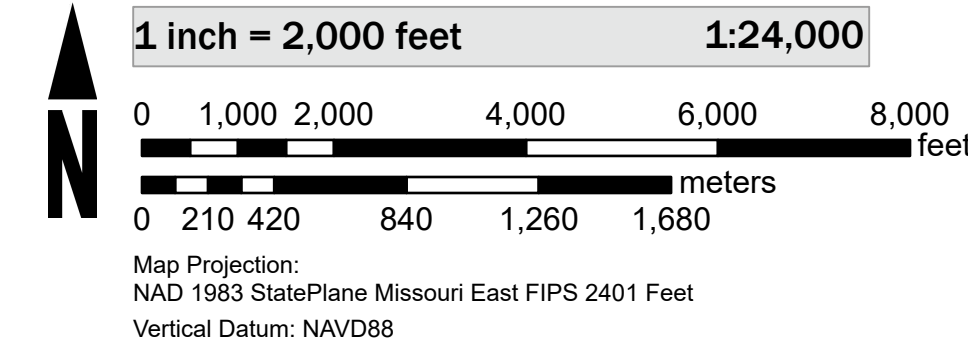 1 inch = 2,000 feet 1:24,000
0 1,000 2,000 4,000 6,000 8,000
feet
meters
0 210 420 840 1,260 1,680
N
Map Projection:
NAD 1983 StatePlane Missouri East FIPS 2401 Feet
Vertical Datum: NAVD88